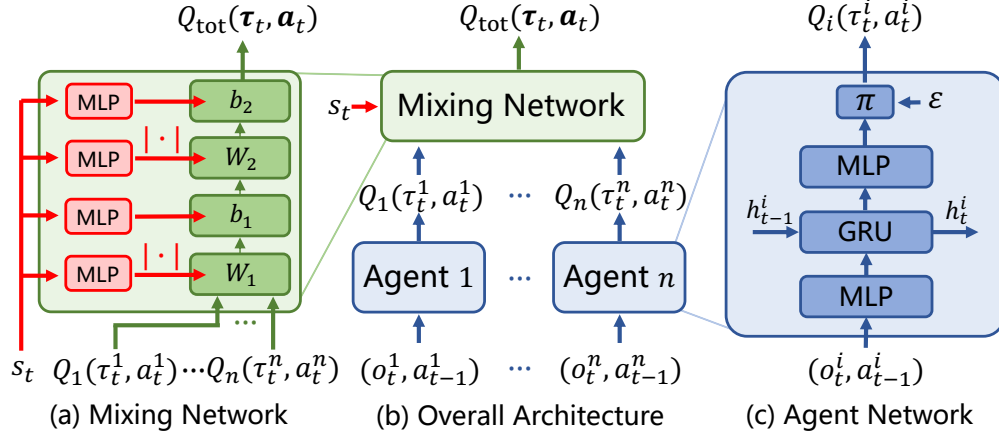 Q_tot(τ_t, a_t)
MLP
b_2
|·|
MLP
W_2
MLP
b_1
|·|
MLP
W_1
...
s_t
Q_1(τ_t^1, a_t^1)···Q_n(τ_t^n, a_t^n)
(a) Mixing Network
Q_tot(τ_t, a_t)
s_t
Mixing Network
Q_1(τ_t^1, a_t^1) ... Q_n(τ_t^n, a_t^n)
Agent 1 ... Agent n
(o_t^1, a_{t-1}^1) ... (o_t^n, a_{t-1}^n)
(b) Overall Architecture
Q_i(τ_t^i, a_t^i)
π ε
MLP
h_{t-1}^i
GRU
h_t^i
MLP
(o_t^i, a_{t-1}^i)
(c) Agent Network